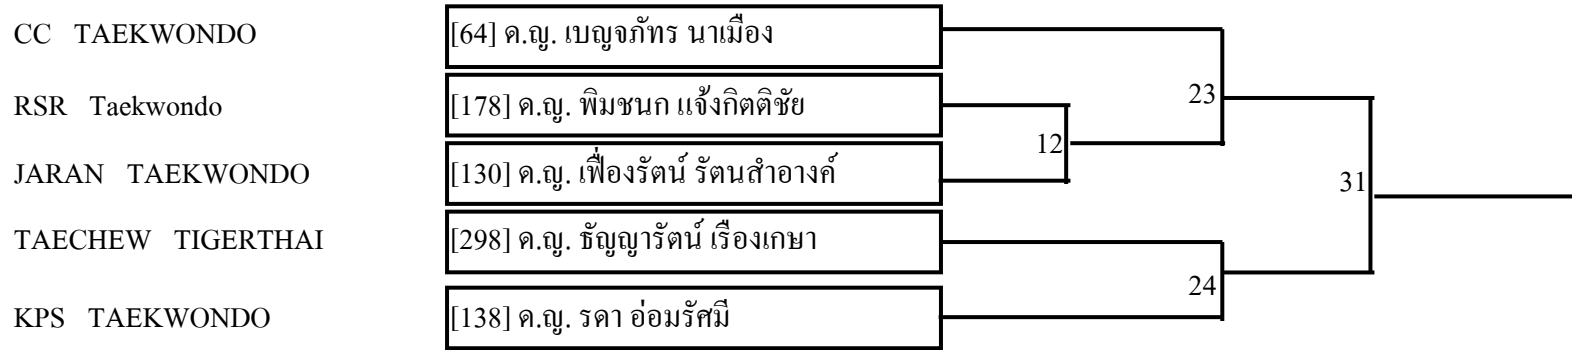 CC TAEKWONDO [64] ด.ญ. เบญจภัทร นาเมือง
RSR Taekwondo [178] ด.ญ. พิมชนก แจ้งกิตติชัย
23
12
JARAN TAEKWONDO [130] ด.ญ. เฟื่องรัตน์ รัตนสำอางค์
31
TAECHEW TIGERTHAI [298] ด.ญ. ธัญญารัตน์ เรืองเกษา
24
KPS TAEKWONDO [138] ด.ญ. รดา อ่อมรัศมี